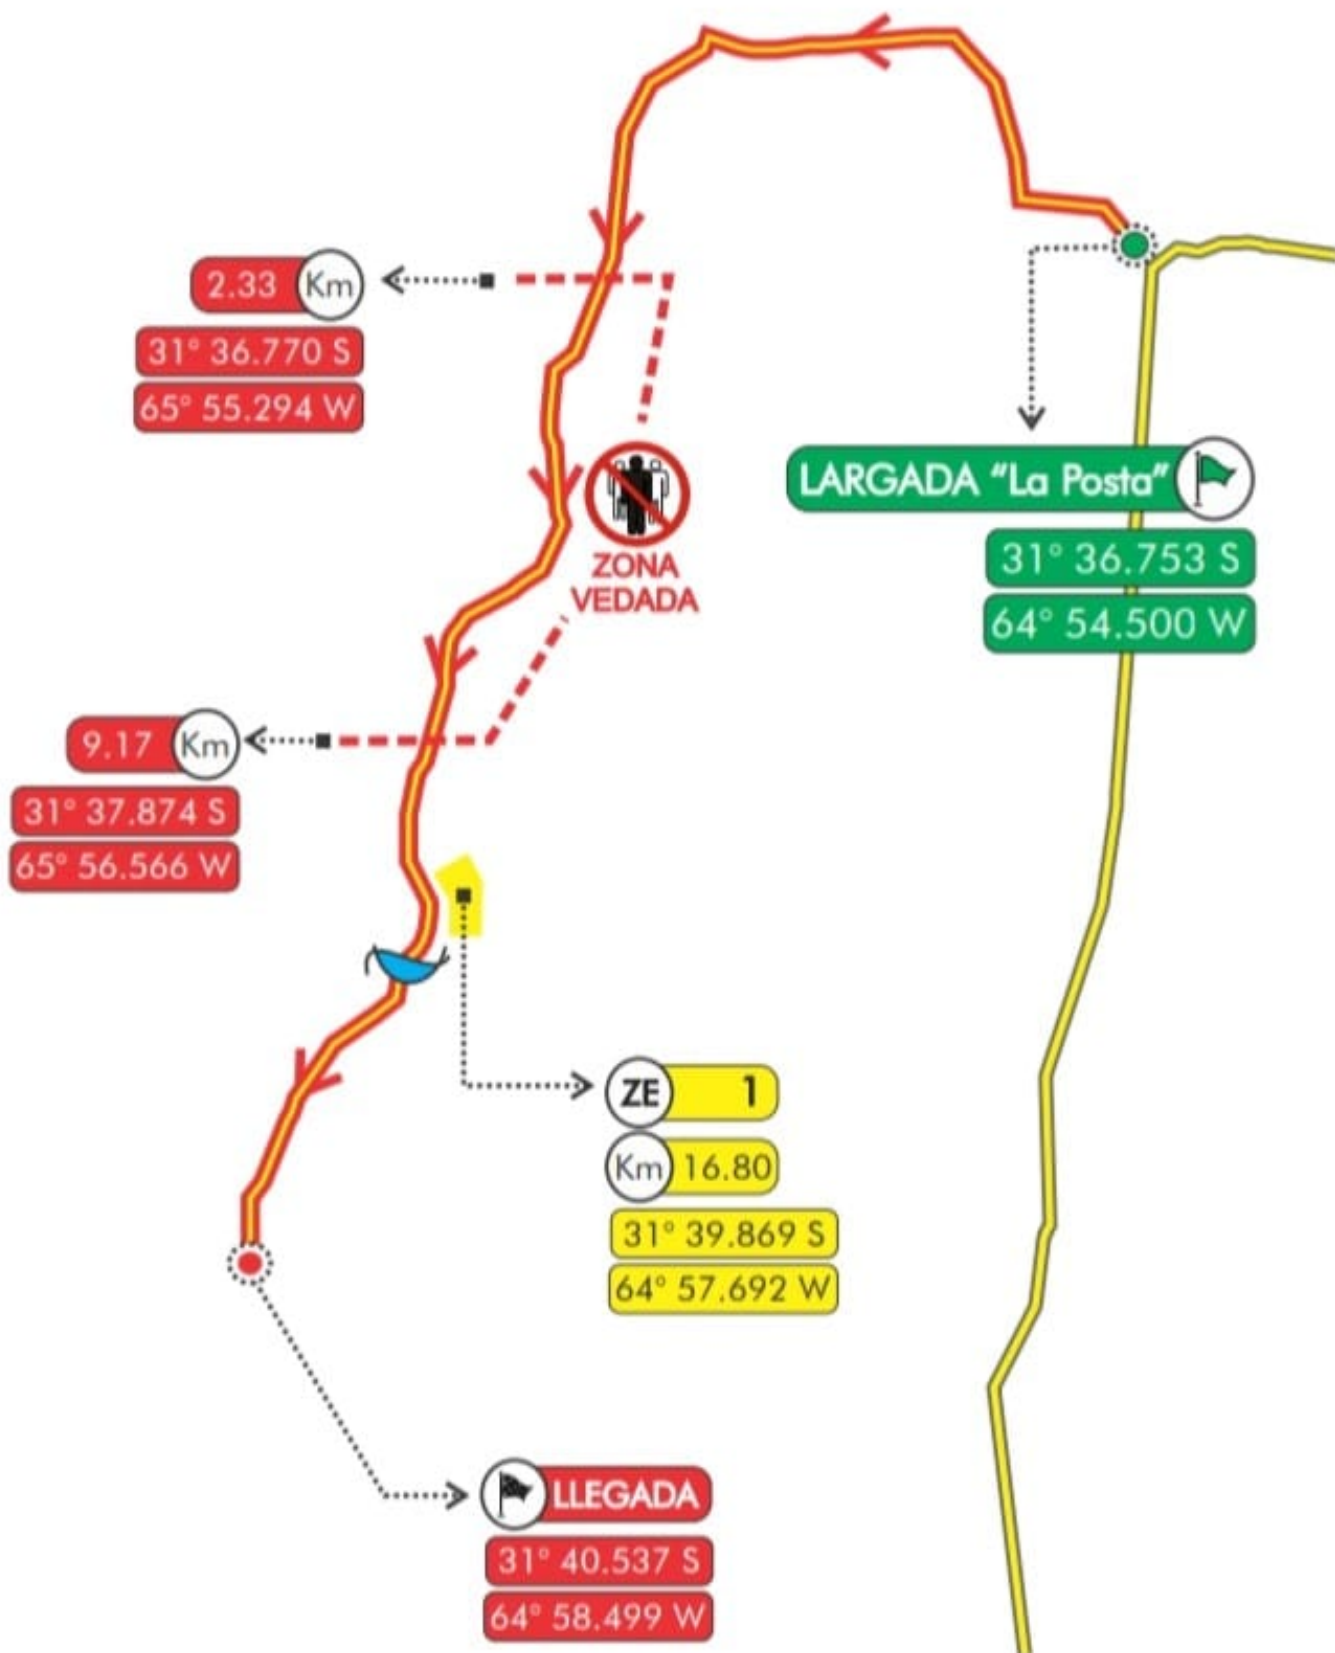 2.33 Km
31° 36.770 S
65° 55.294 W
LARGADA "La Posta"
31° 36.753 S
64° 54.500 W
ZONA
VEDADA
9.17 Km
31° 37.874 S
65° 56.566 W
ZE 1
Km 16.80
31° 39.869 S
64° 57.692 W
LLEGADA
31° 40.537 S
64° 58.499 W